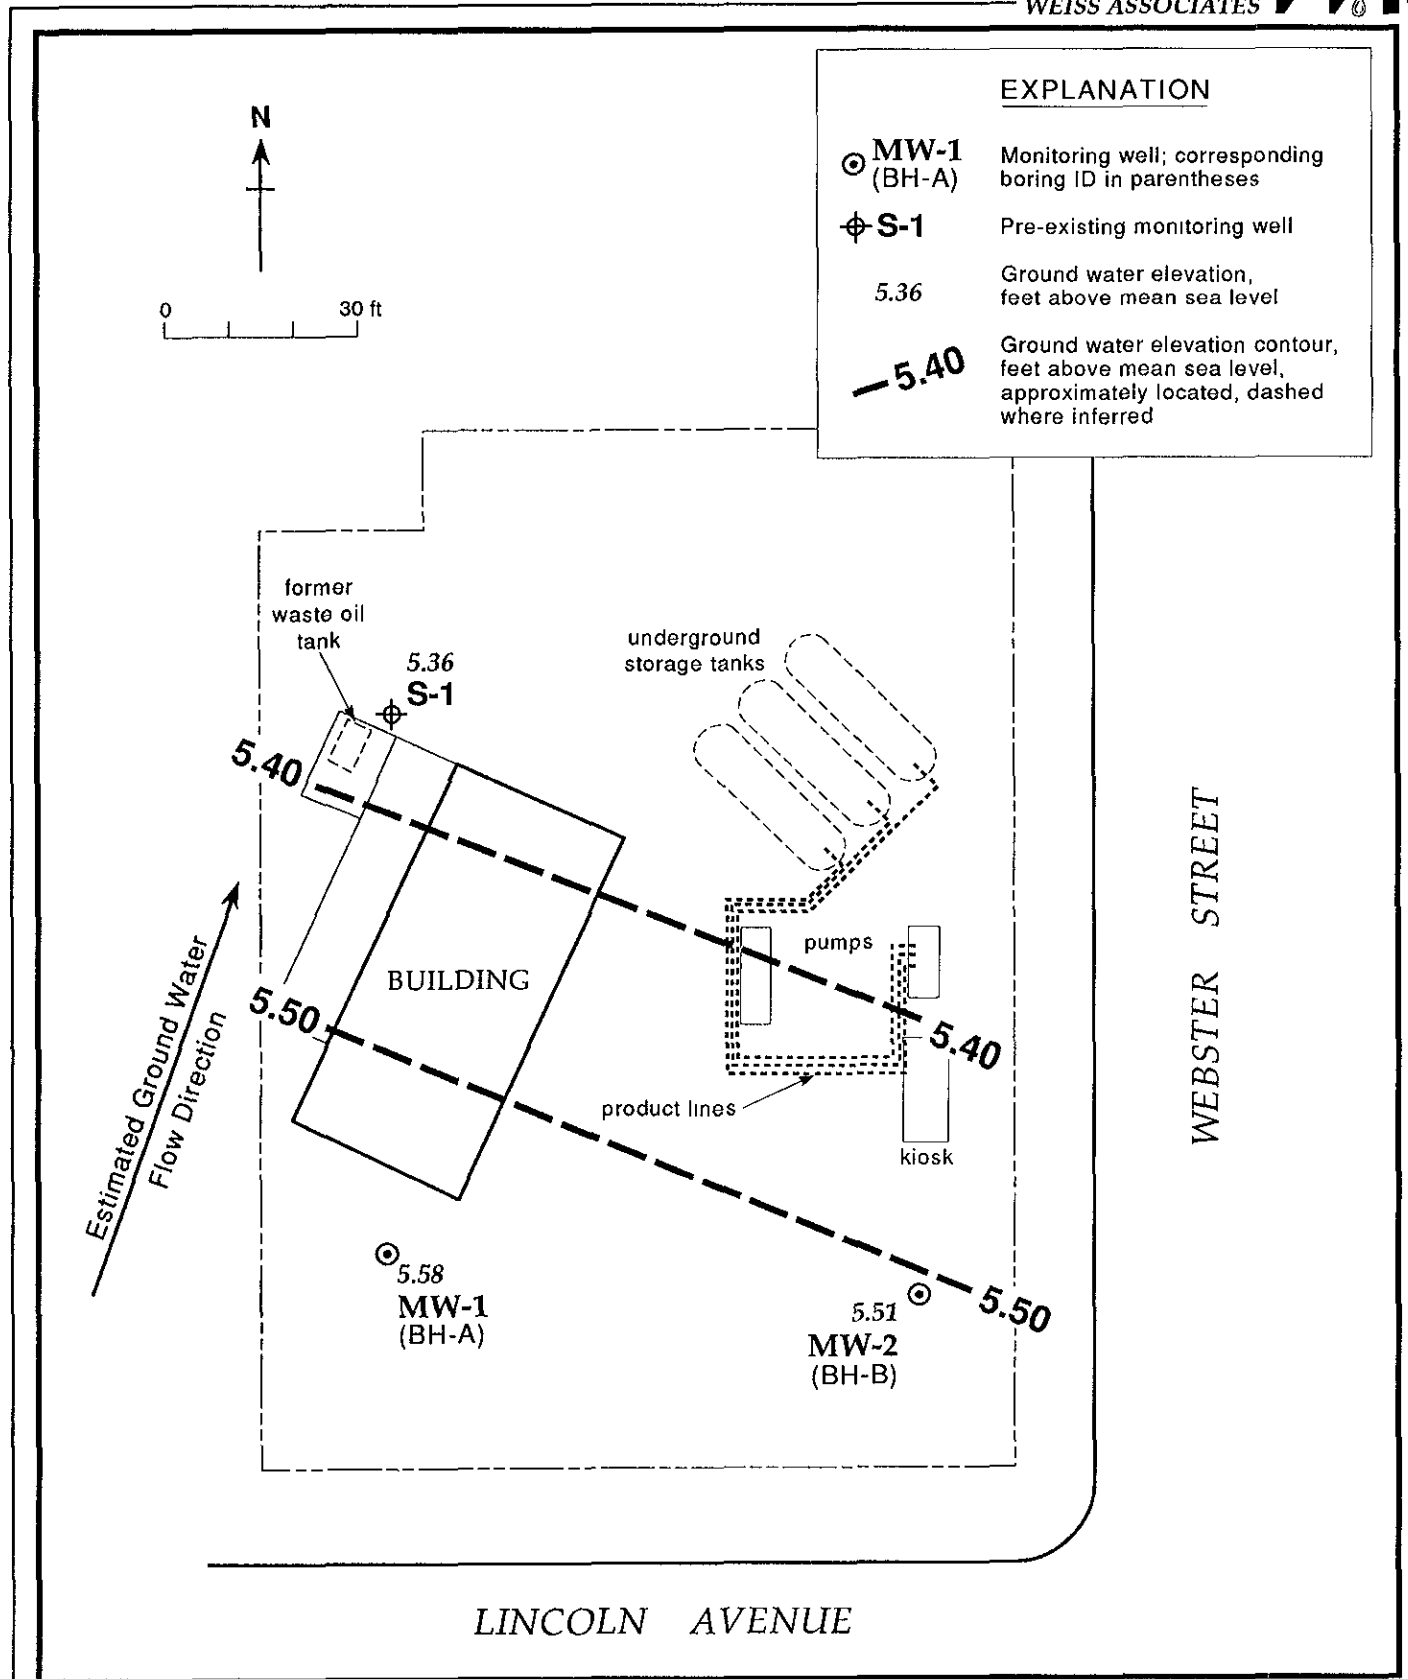 WEISS ASSOCIATES
EXPLANATION
MW-1
(BH-A)
Monitoring well; corresponding
boring ID in parentheses
S-1
Pre-existing monitoring well
5.36
Ground water elevation,
feet above mean sea level
5.40
Ground water elevation contour,
feet above mean sea level,
approximately located, dashed
where inferred
N
0 30 ft
former
waste oil
tank
5.36
S-1
underground
storage tanks
5.40
BUILDING
pumps
5.50
5.40
Estimated Ground Water
Flow Direction
product lines
kiosk
WEBSTER STREET
5.58
MW-1
(BH-A)
5.51
MW-2
(BH-B)
5.50
LINCOLN AVENUE